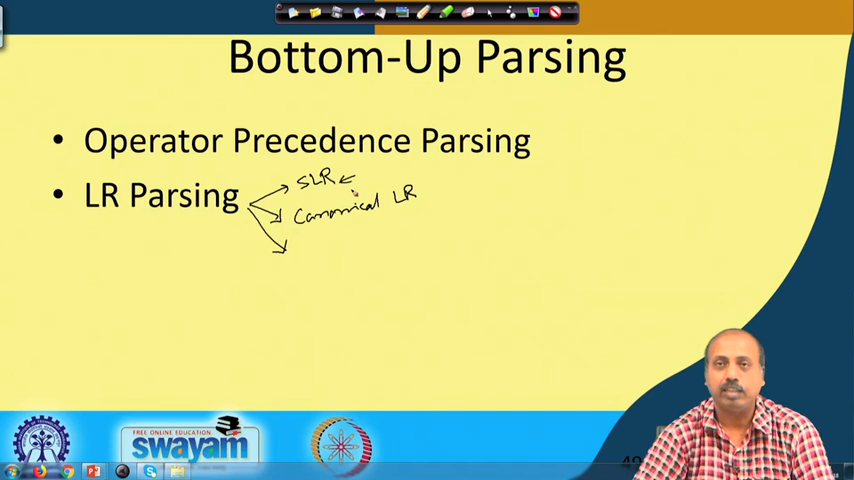 Bottom-Up Parsing
• Operator Precedence Parsing
SLR
• LR Parsing
Canonical LR
FREE ONLINE EDUCATION
swayam